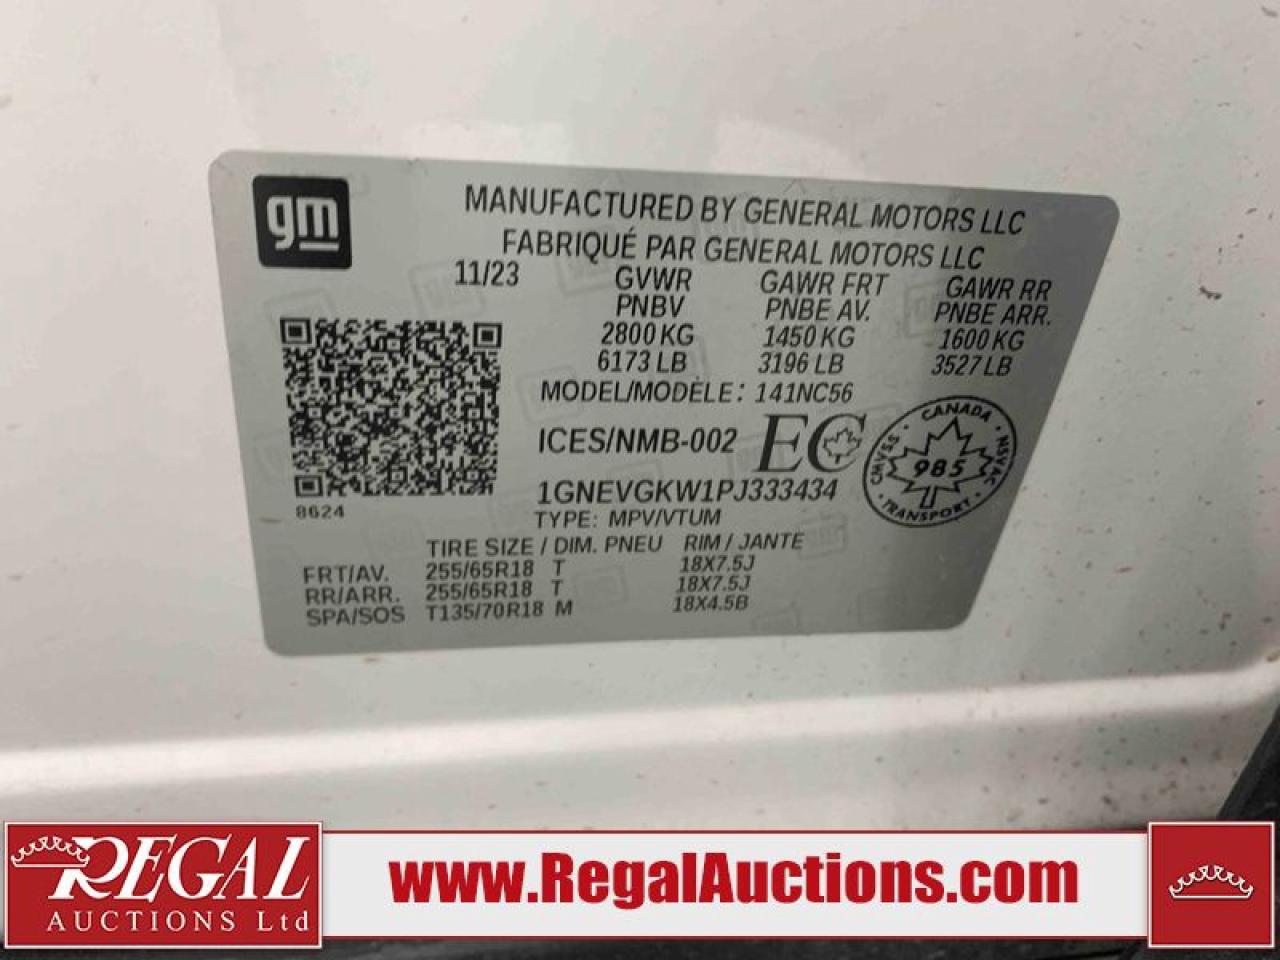 gm
MANUFACTURED BY GENERAL MOTORS LLC
FABRIQUÉ PAR GENERAL MOTORS LLC
11/23 GVWR GAWR FRT GAWR RR
PNBV PNBE AV. PNBE ARR.
2800 KG 1450 KG 1600 KG
6173 LB 3196 LB 3527 LB
MODEL/MODÈLE: 141NC56
ICES/NMB-002 EC
CANADA
CMVSS 985 NSVAC
TRANSPORT
1GNEVGKW1PJ333434
8624
TYPE: MPV/VTUM
TIRE SIZE / DIM. PNEU RIM / JANTE
FRT/AV. 255/65R18 T 18X7.5J
RR/ARR. 255/65R18 T 18X7.5J
SPA/SOS T135/70R18 M 18X4.5B
REGAL
AUCTIONS Ltd
www.RegalAuctions.com